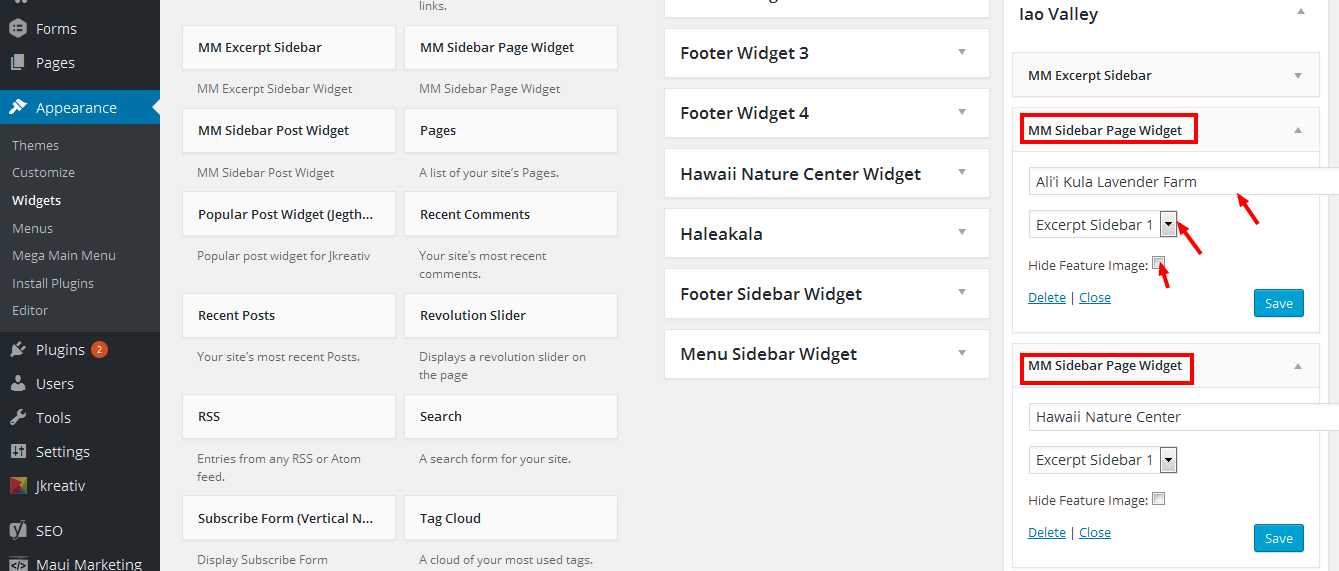 Forms
Pages
Appearance
Themes
Customize
Widgets
Menus
Mega Main Menu
Install Plugins
Editor
Plugins 2
Users
Tools
Settings
Jkreativ
SEO
Maui Marketing
links.
MM Excerpt Sidebar
MM Excerpt Sidebar Widget
MM Sidebar Page Widget
MM Sidebar Page Widget
MM Sidebar Post Widget
MM Sidebar Post Widget
Pages
A list of your site's Pages.
Popular Post Widget (Jegth...
Popular post widget for Jkreativ
Recent Comments
Your site's most recent
comments.
Recent Posts
Your site's most recent Posts.
Revolution Slider
Displays a revolution slider on
the page
RSS
Entries from any RSS or Atom
feed.
Search
A search form for your site.
Subscribe Form (Vertical N...
Display Subscribe Form
Tag Cloud
A cloud of your most used tags.
Footer Widget 3
Footer Widget 4
Hawaii Nature Center Widget
Haleakala
Footer Sidebar Widget
Menu Sidebar Widget
Iao Valley
MM Excerpt Sidebar
MM Sidebar Page Widget
Ali'i Kula Lavender Farm
Excerpt Sidebar 1
Hide Feature Image:
Delete | Close
Save
MM Sidebar Page Widget
Hawaii Nature Center
Excerpt Sidebar 1
Hide Feature Image:
Delete | Close
Save